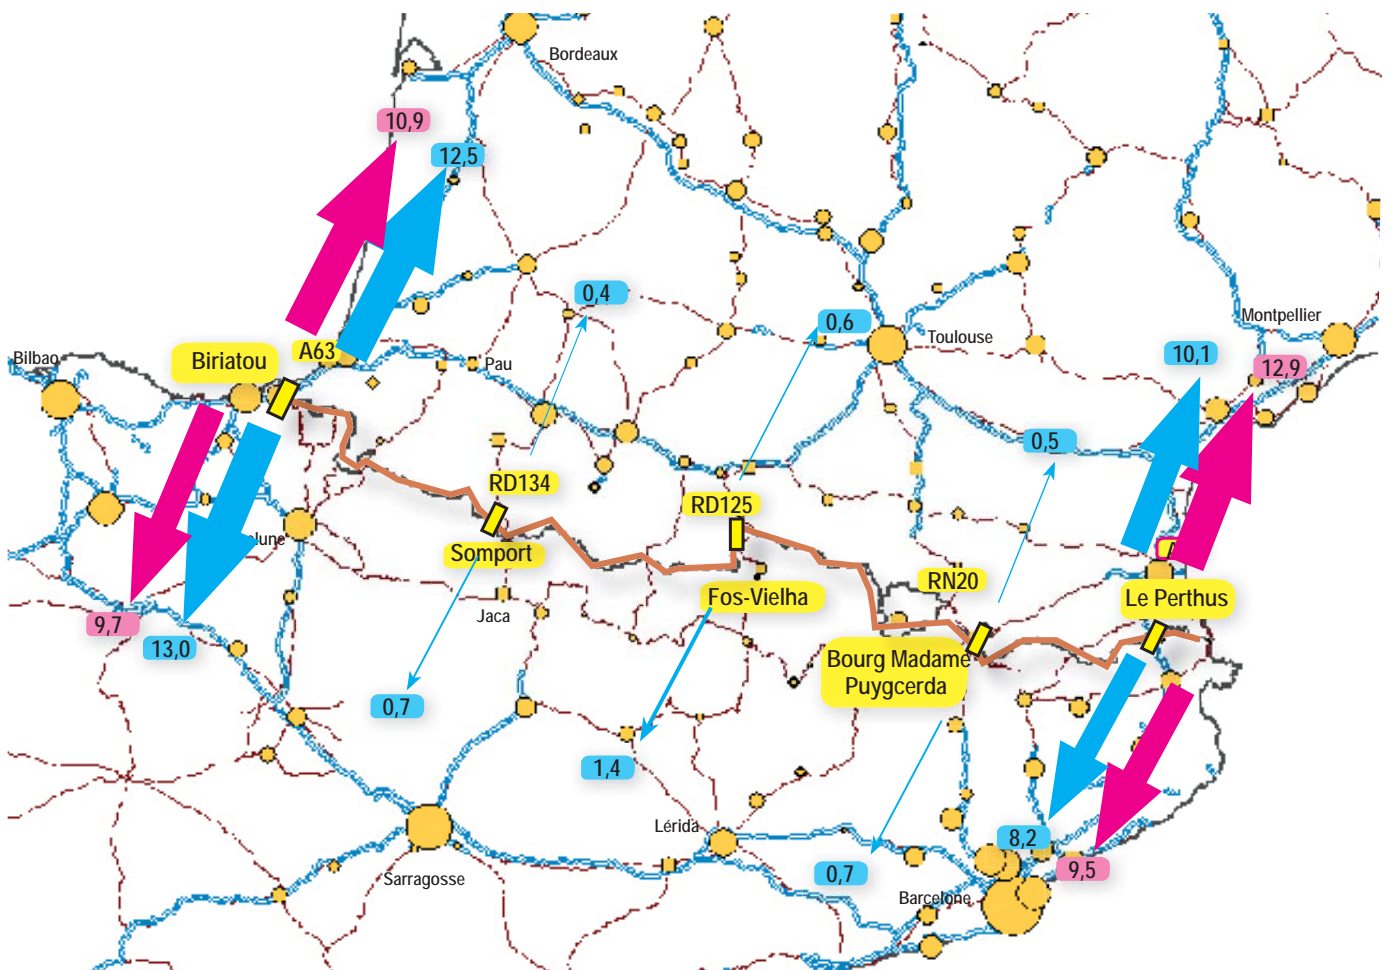 Bordeaux
10,9
12,5
0,4
0,6
Toulouse
Montpellier
10,1
12,9
Bilbao
Biriatou
A63
Pau
0,5
RD134
RD125
Somport
Fos-Vielha
RN20
Le Perthus
Jaca
9,7
13,0
Bourg Madame
Puygcerda
0,7
1,4
Lérida
8,2
9,5
0,7
Sarragosse
Barcelone